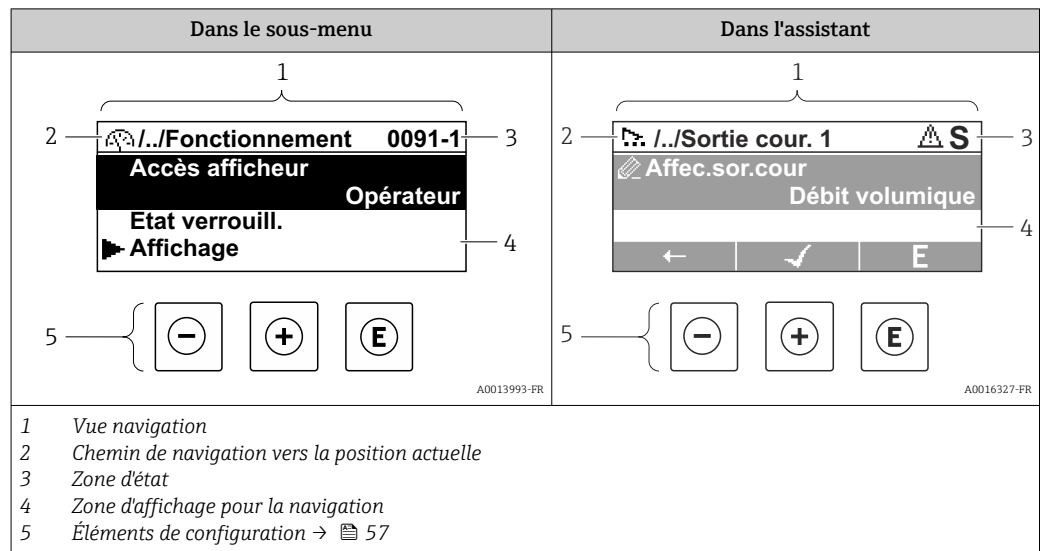 Dans le sous-menu
1
2
/../Fonctionnement 0091-1
3
Accès afficheur
Opérateur
Etat verrouill.
Affichage
4
5
- + E
A0013993-FR
Dans l'assistant
1
2
/../Sortie cour. 1 S
3
Affec.sor.cour
Débit volumique
4
← ✓ E
5
- + E
A0016327-FR
1 Vue navigation
2 Chemin de navigation vers la position actuelle
3 Zone d'état
4 Zone d'affichage pour la navigation
5 Éléments de configuration → 57